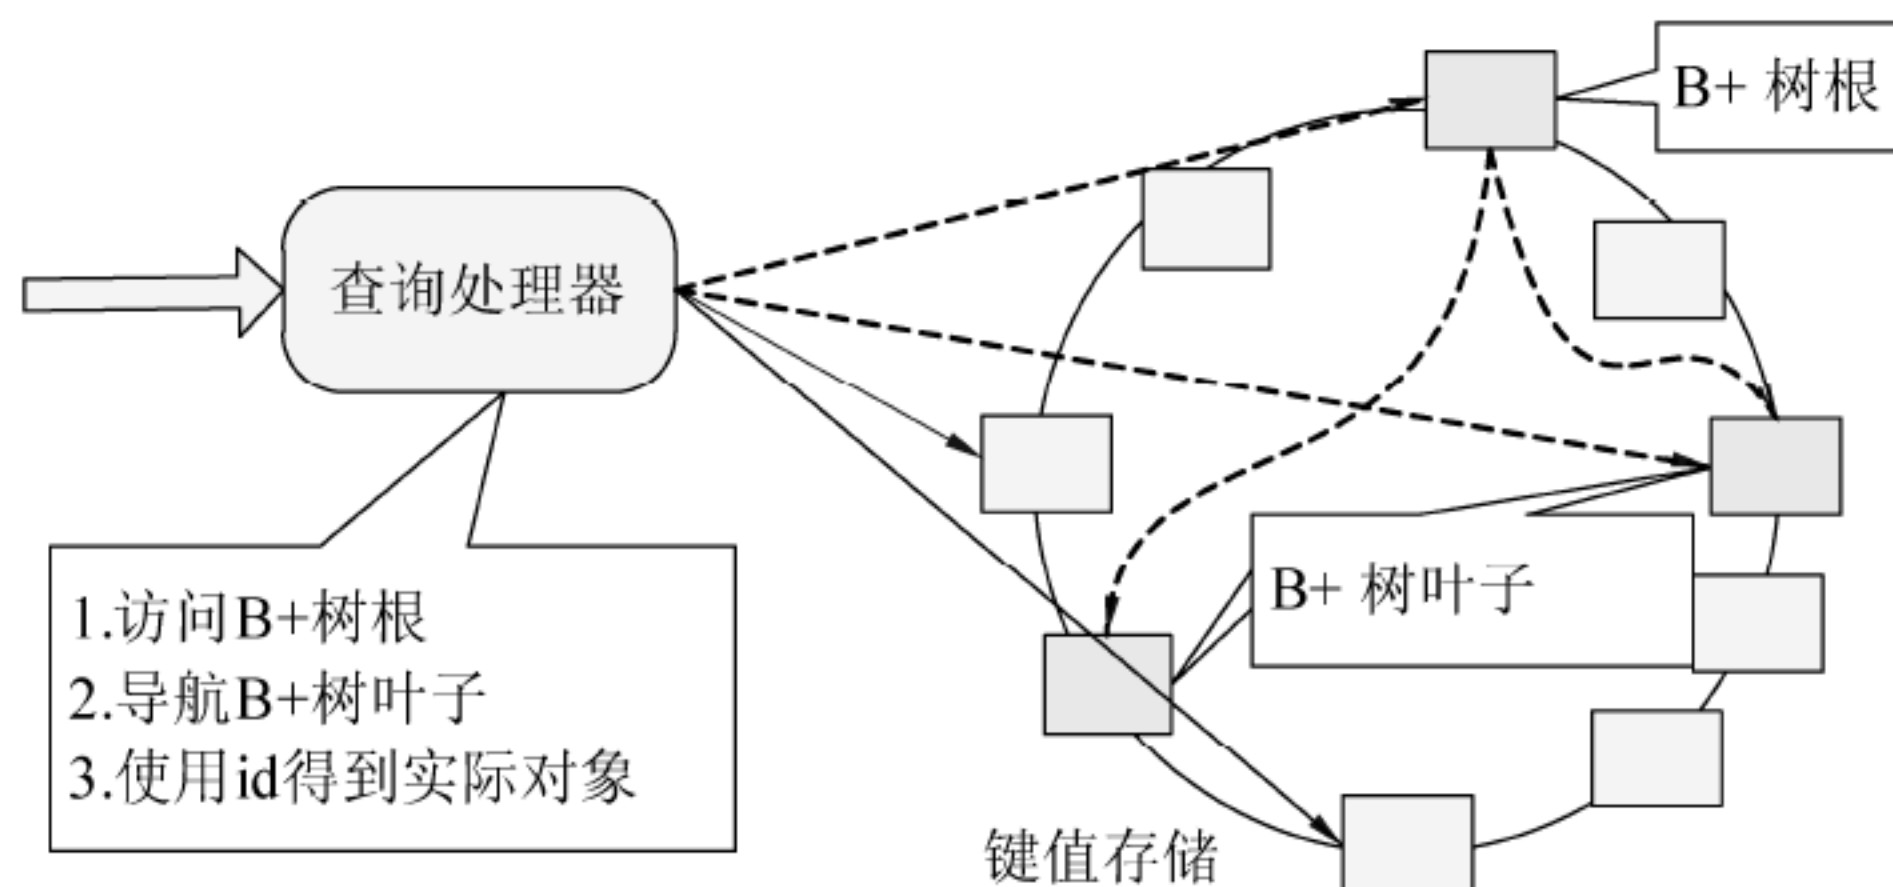 B+ 树根
查询处理器
B+ 树叶子
1.访问B+树根
2.导航B+树叶子
3.使用id得到实际对象
键值存储